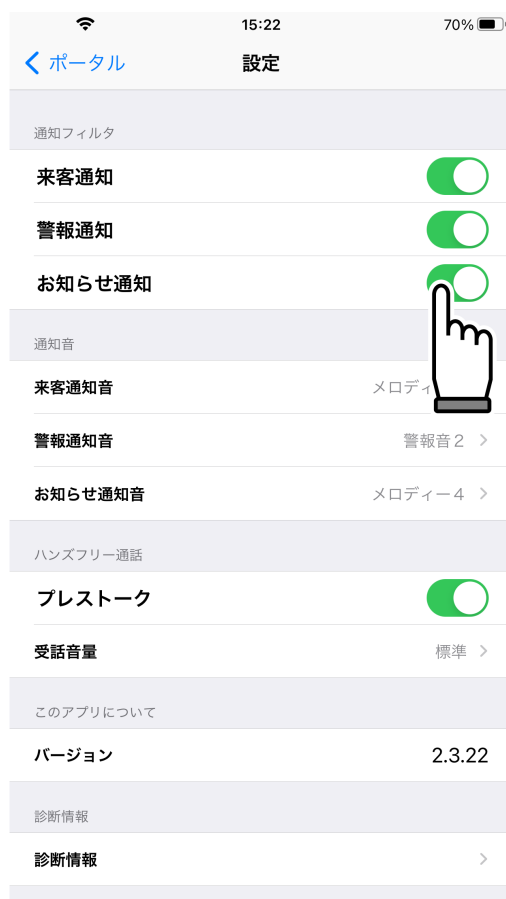 15:22 70%
ポータル 設定
通知フィルタ
来客通知
警報通知
お知らせ通知
通知音
来客通知音 メロディ
警報通知音 警報音2
お知らせ通知音 メロディー4
ハンズフリー通話
プレストーク
受話音量 標準
このアプリについて
バージョン 2.3.22
診断情報
診断情報